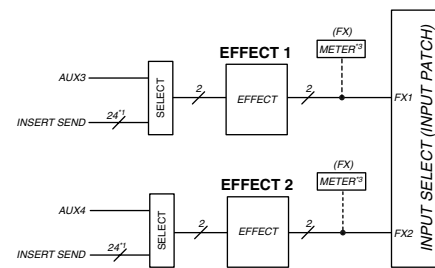 EFFECT 1
(FX)
METER*3
AUX3
INSERT SEND
24*1
SELECT
2
EFFECT
2
FX1
EFFECT 2
(FX)
METER*3
AUX4
INSERT SEND
24*1
SELECT
2
EFFECT
2
FX2
INPUT SELECT (INPUT PATCH)